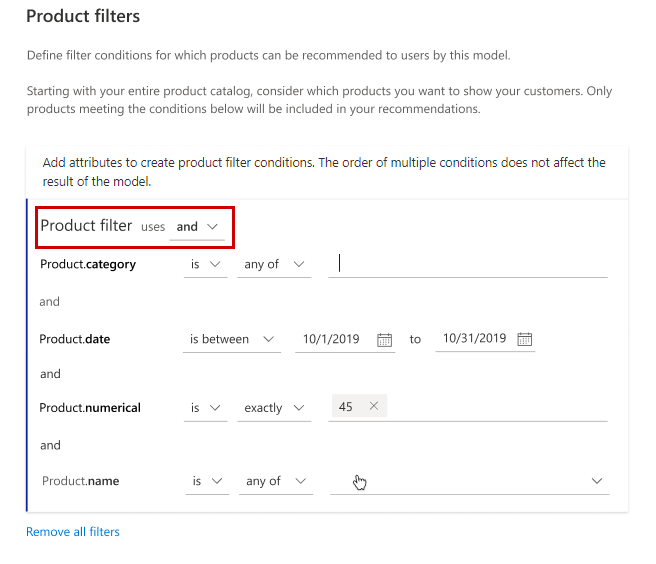 Product filters
Define filter conditions for which products can be recommended to users by this model.
Starting with your entire product catalog, consider which products you want to show your customers. Only
products meeting the conditions below will be included in your recommendations.
Add attributes to create product filter conditions. The order of multiple conditions does not affect the
result of the model.
Product filter uses and
Product.category is any of
and
Product.date is between 10/1/2019 to 10/31/2019
and
Product.numerical is exactly 45
and
Product.name is any of
Remove all filters